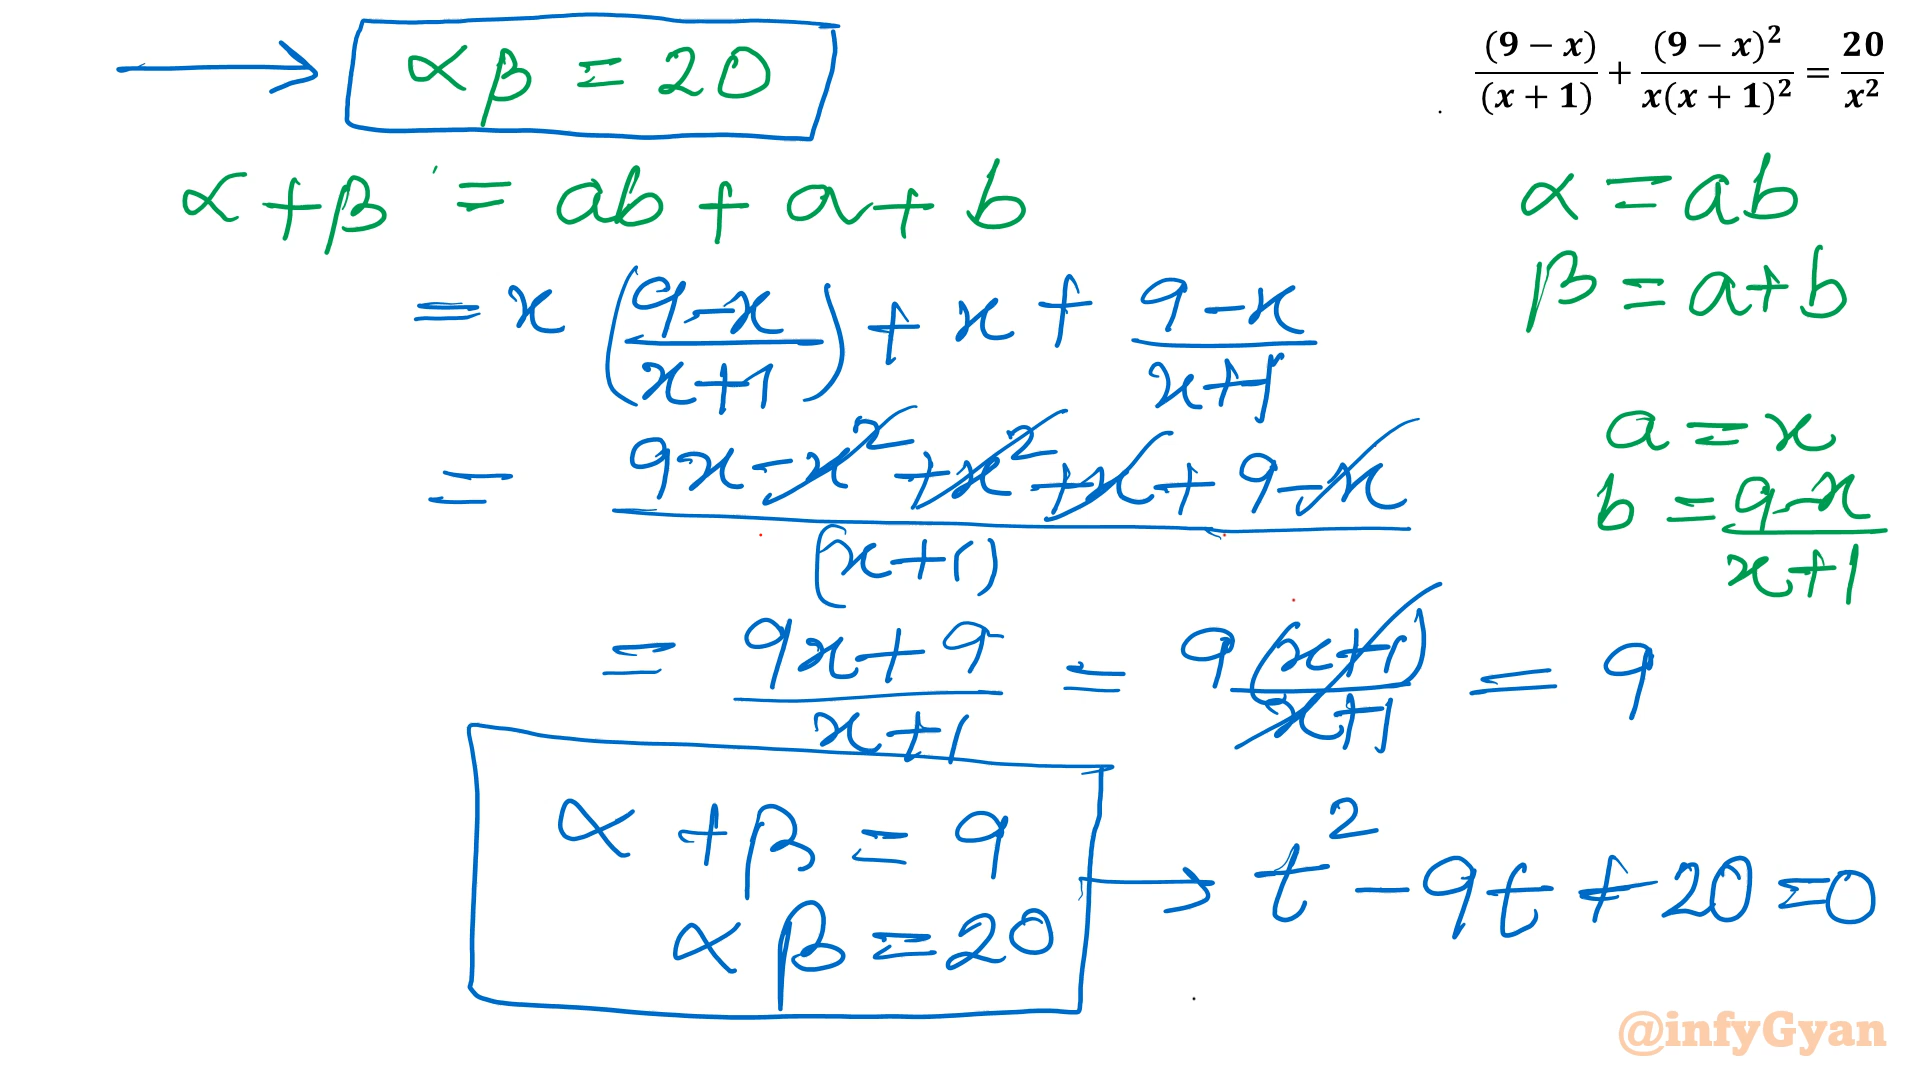 αβ = 20
(9 − x)/(x + 1) + (9 − x)²/x(x + 1)² = 20/x²
α + β = ab + a + b
α = ab
β = a + b
= x ((9−x)/(x+1)) + x + (9−x)/(x+1)
a = x
b = (9−x)/(x+1)
= (9x − x² + x² + x + 9 − x)/(x+1)
= (9x + 9)/(x+1) = 9(x+1)/(x+1) = 9
α + β = 9
αβ = 20
t² − 9t + 20 = 0
@infyGyan